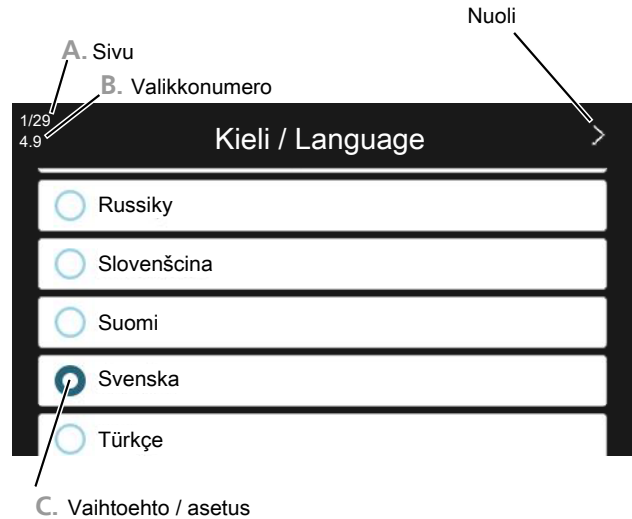 Nuoli
A. Sivu
B. Valikkonumero
1/29
4.9
Kieli / Language
Russiky
Slovenšcina
Suomi
Svenska
Türkçe
C. Vaihtoehto / asetus